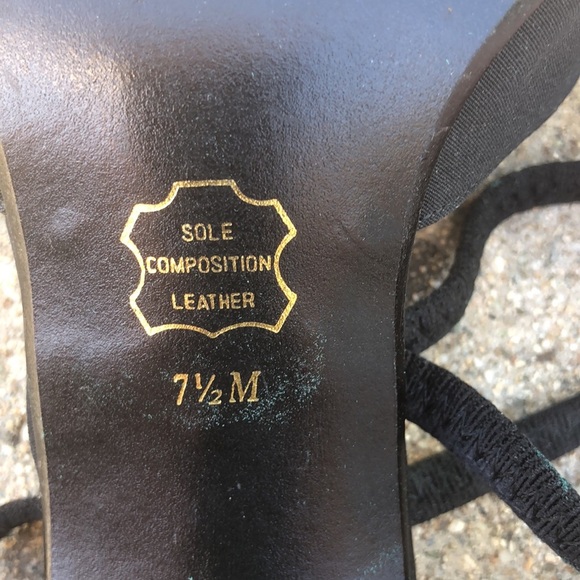 SOLE
COMPOSITION
LEATHER
7½ M